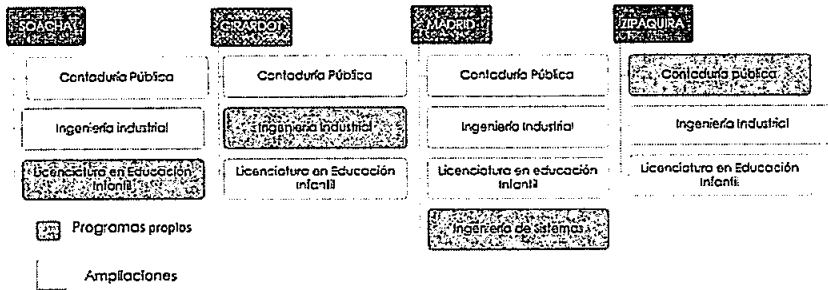 SOACHA
Contaduría Pública
Ingeniería Industrial
Licenciatura en Educación
Infantil
GIRARDOT
Contaduría Pública
Ingeniería Industrial
Licenciatura en Educación
Infantil
MADRID
Contaduría Pública
Ingeniería Industrial
Licenciatura en educación
Infantil
Ingeniería de Sistemas
ZIPAQUIRA
Contaduría pública
Ingeniería Industrial
Licenciatura en Educación
Infantil
Programas propios
Ampliaciones